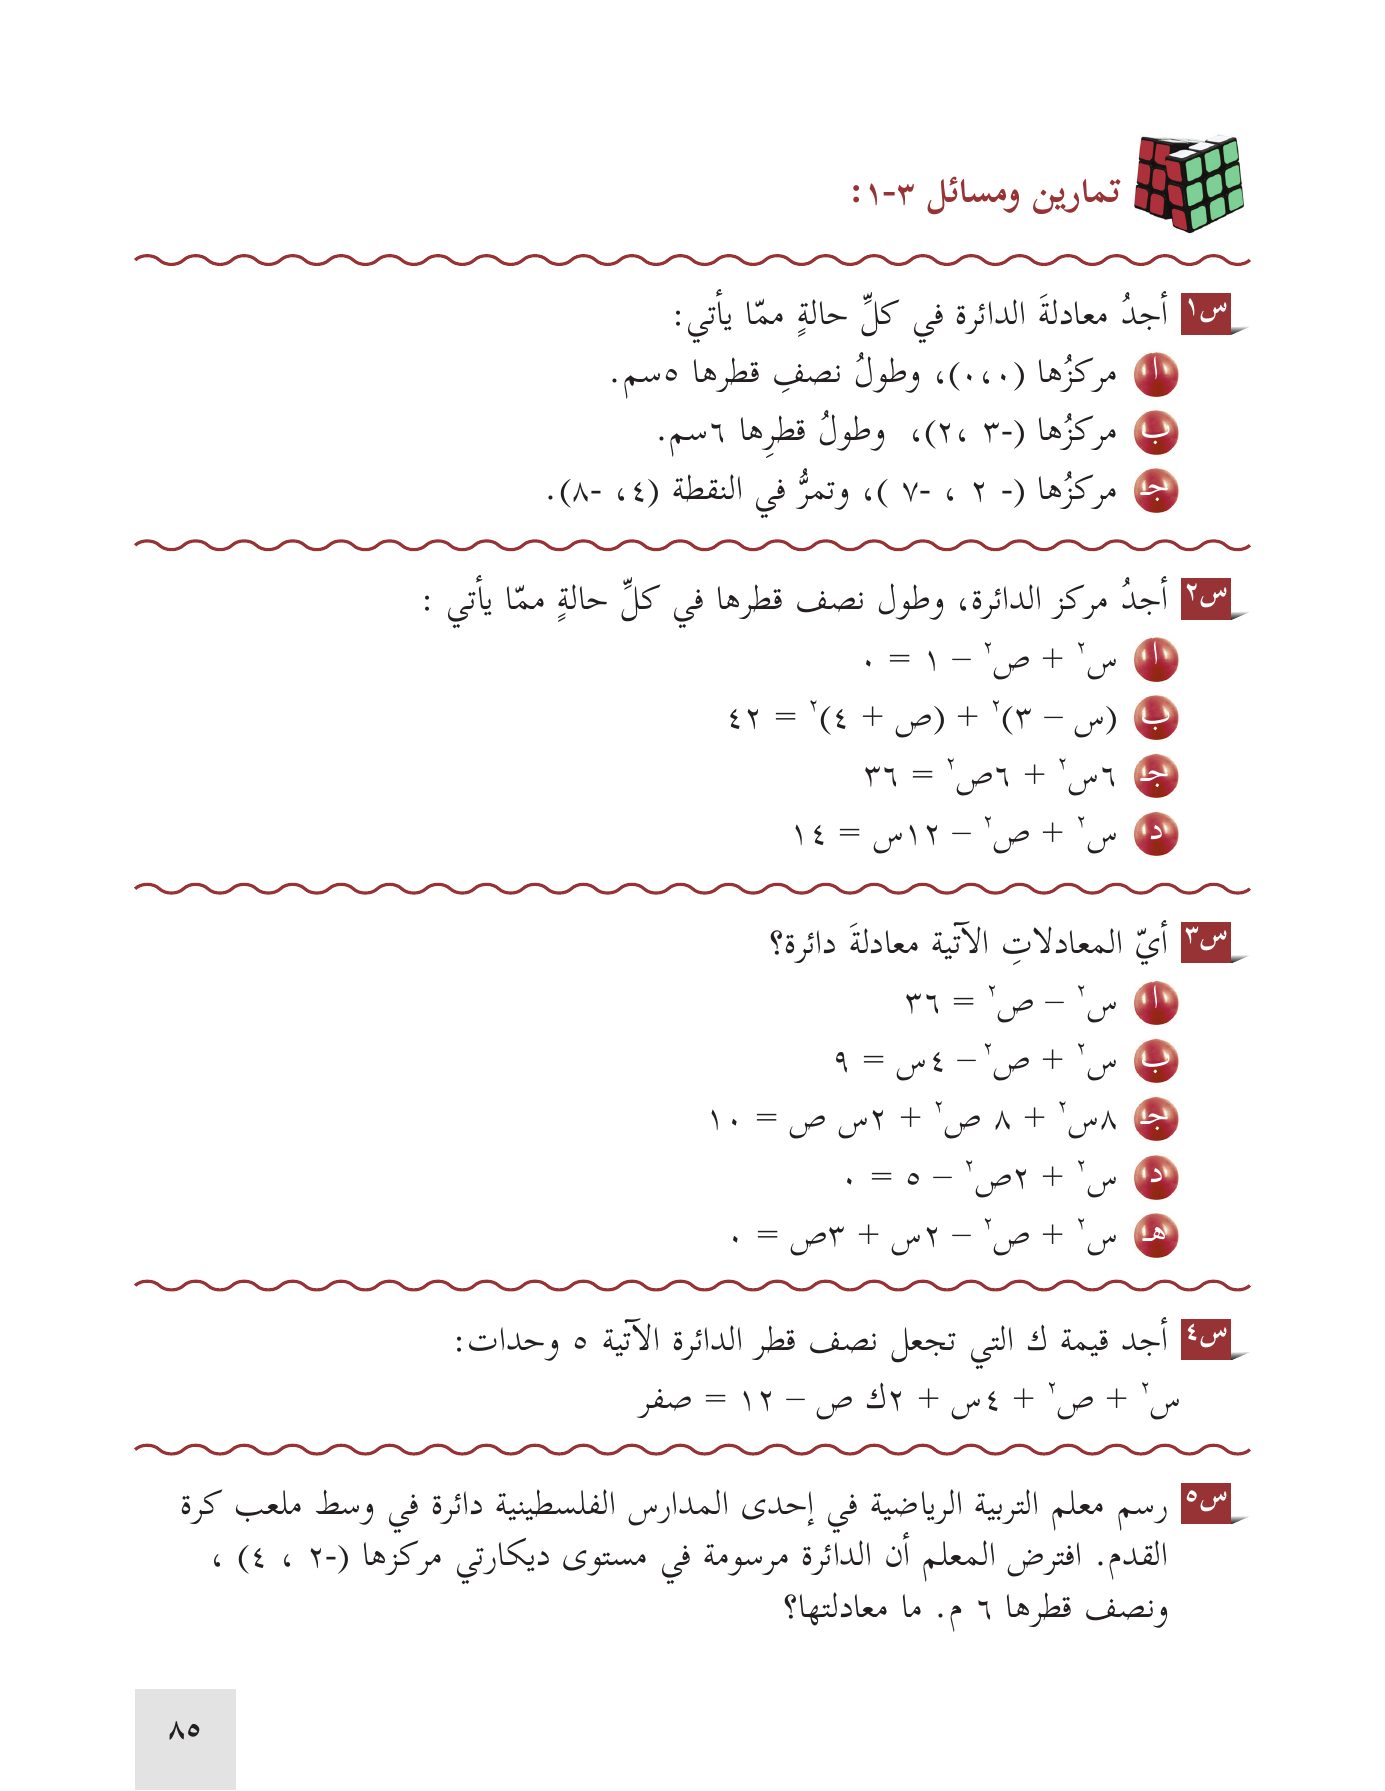 تمارين ومسائل ٣-١:
س١ أجدُ معادلةَ الدائرة في كلِّ حالةٍ ممّا يأتي:
أ مركزُها (٠،٠)، وطولُ نصفِ قطرها ٥سم.
ب مركزُها (-٣ ،٢)، وطولُ قطرِها ٦سم.
جـ مركزُها (- ٢ ، -٧ )، وتمرُّ في النقطة (٤، -٨).
س٢ أجدُ مركز الدائرة، وطول نصف قطرها في كلِّ حالةٍ ممّا يأتي :
أ س٢ + ص٢ – ١ = ٠
ب (س – ٣)٢ + (ص + ٤)٢ = ٤٢
جـ ٦س٢ + ٦ص٢ = ٣٦
د س٢ + ص٢ – ١٢س = ١٤
س٣ أيّ المعادلاتِ الآتية معادلةَ دائرة؟
أ س٢ – ص٢ = ٣٦
ب س٢ + ص٢ – ٤س = ٩
جـ ٨س٢ + ٨ ص٢ + ٢س ص = ١٠
د س٢ + ٢ص٢ – ٥ = ٠
هـ س٢ + ص٢ – ٢س + ٣ص = ٠
س٤ أجد قيمة ك التي تجعل نصف قطر الدائرة الآتية ٥ وحدات:
س٢ + ص٢ + ٤س + ٢ك ص – ١٢ = صفر
س٥ رسم معلم التربية الرياضية في إحدى المدارس الفلسطينية دائرة في وسط ملعب كرة
القدم. افترض المعلم أن الدائرة مرسومة في مستوى ديكارتي مركزها (-٢ ، ٤) ،
ونصف قطرها ٦ م. ما معادلتها؟
٨٥